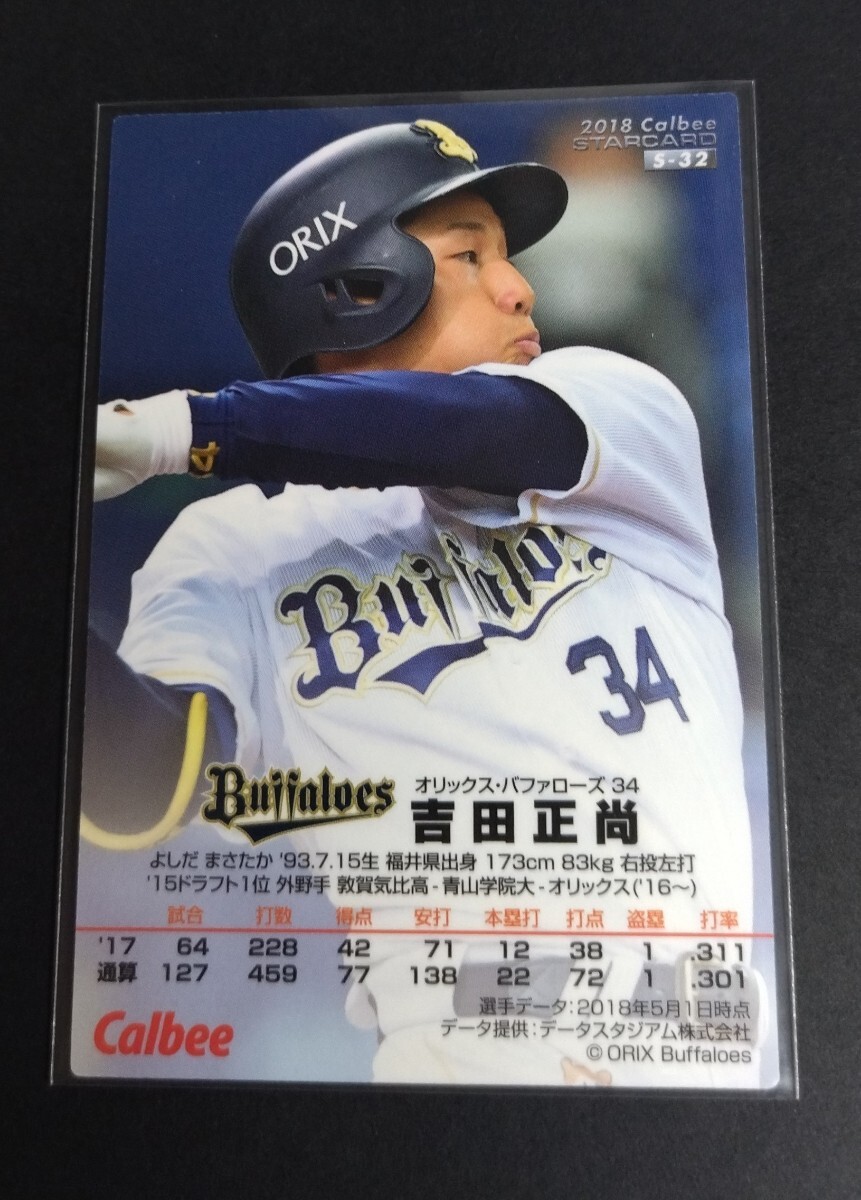 2018 Calbee
STARCARD
S-32
ORIX
4
Buffaloes
34
Buffaloes
オリックス・バファローズ 34
吉田正尚
よしだ まさたか '93.7.15生 福井県出身 173cm 83kg 右投左打
'15ドラフト1位 外野手 敦賀気比高-青山学院大-オリックス('16〜)
試合 打数 得点 安打 本塁打 打点 盗塁 打率
'17 64 228 42 71 12 38 1 .311
通算 127 459 77 138 22 72 1 .301
選手データ:2018年5月1日時点
データ提供:データスタジアム株式会社
© ORIX Buffaloes
Calbee